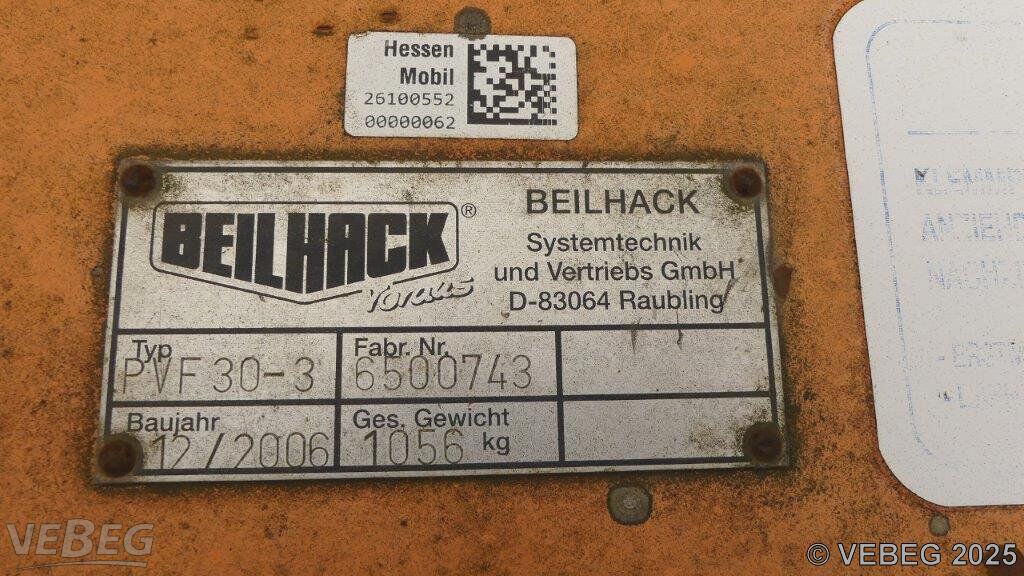 Hessen
Mobil
26100552
00000062
BEILHACK®
voraus
BEILHACK
Systemtechnik
und Vertriebs GmbH
D-83064 Raubling
Typ
PVF 30-3
Fabr. Nr.
6500743
Baujahr
12/2006
Ges. Gewicht
1056 kg
VEBEG
© VEBEG 2025